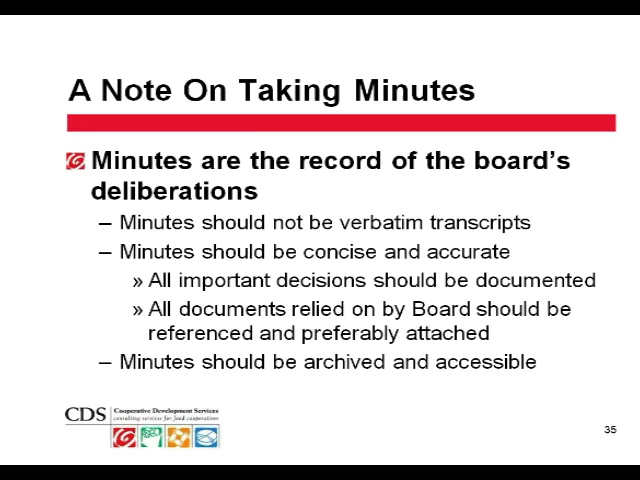 A Note On Taking Minutes
Minutes are the record of the board's
deliberations
– Minutes should not be verbatim transcripts
– Minutes should be concise and accurate
» All important decisions should be documented
» All documents relied on by Board should be
referenced and preferably attached
– Minutes should be archived and accessible
CDS Cooperative Development Services
consulting services for food cooperatives
35